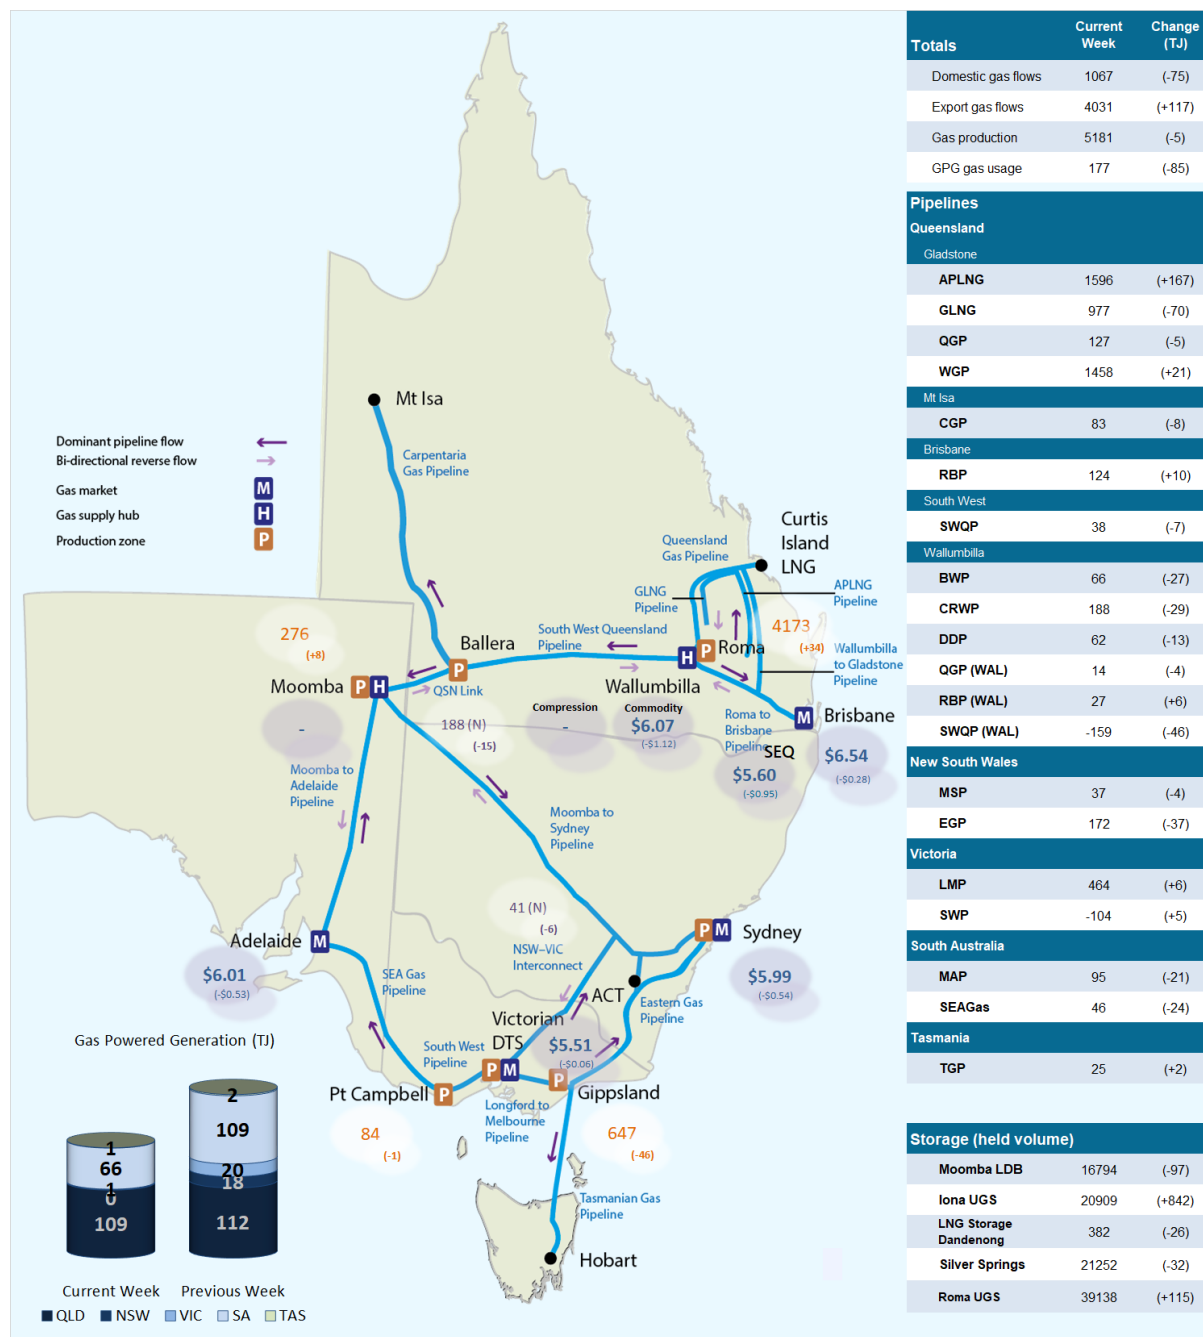 Mt Isa
Dominant pipeline flow
Bi-directional reverse flow
Gas market
M
Gas supply hub
H
Production zone
P
Carpentaria
Gas Pipeline
Curtis
Island
LNG
Queensland
Gas Pipeline
GLNG
Pipeline
APLNG
Pipeline
276
(+8)
Ballera
P
South West Queensland
Pipeline
H P Roma
4173
(+34)
Wallumbilla
to Gladstone
Pipeline
Moomba P H
QSN Link
Wallumbilla
M Brisbane
-
188 (N)
(-15)
Compression
-
Commodity
$6.07
(-$1.12)
Roma to
Brisbane
Pipeline
SEQ
$5.60
(-$0.95)
$6.54
(-$0.28)
Moomba to
Adelaide
Pipeline
Moomba to
Sydney
Pipeline
41 (N)
(-6)
NSW–VIC
Interconnect
P M Sydney
$5.99
(-$0.54)
Adelaide M
$6.01
(-$0.53)
SEA Gas
Pipeline
ACT
Eastern Gas
Pipeline
Victorian
DTS
P M
$5.51
(-$0.06)
South West
Pipeline
Pt Campbell P
84
(-1)
P
Gippsland
647
(-46)
Longford to
Melbourne
Pipeline
Tasmanian Gas
Pipeline
Hobart
Gas Powered Generation (TJ)
1
66
1
0
109
2
109
20
18
112
Current Week Previous Week
QLD NSW VIC SA TAS
Totals Current Week Change (TJ)
Domestic gas flows 1067 (-75)
Export gas flows 4031 (+117)
Gas production 5181 (-5)
GPG gas usage 177 (-85)
Pipelines
Queensland
Gladstone
APLNG 1596 (+167)
GLNG 977 (-70)
QGP 127 (-5)
WGP 1458 (+21)
Mt Isa
CGP 83 (-8)
Brisbane
RBP 124 (+10)
South West
SWQP 38 (-7)
Wallumbilla
BWP 66 (-27)
CRWP 188 (-29)
DDP 62 (-13)
QGP (WAL) 14 (-4)
RBP (WAL) 27 (+6)
SWQP (WAL) -159 (-46)
New South Wales
MSP 37 (-4)
EGP 172 (-37)
Victoria
LMP 464 (+6)
SWP -104 (+5)
South Australia
MAP 95 (-21)
SEAGas 46 (-24)
Tasmania
TGP 25 (+2)
Storage (held volume)
Moomba LDB 16794 (-97)
Iona UGS 20909 (+842)
LNG Storage
Dandenong 382 (-26)
Silver Springs 21252 (-32)
Roma UGS 39138 (+115)